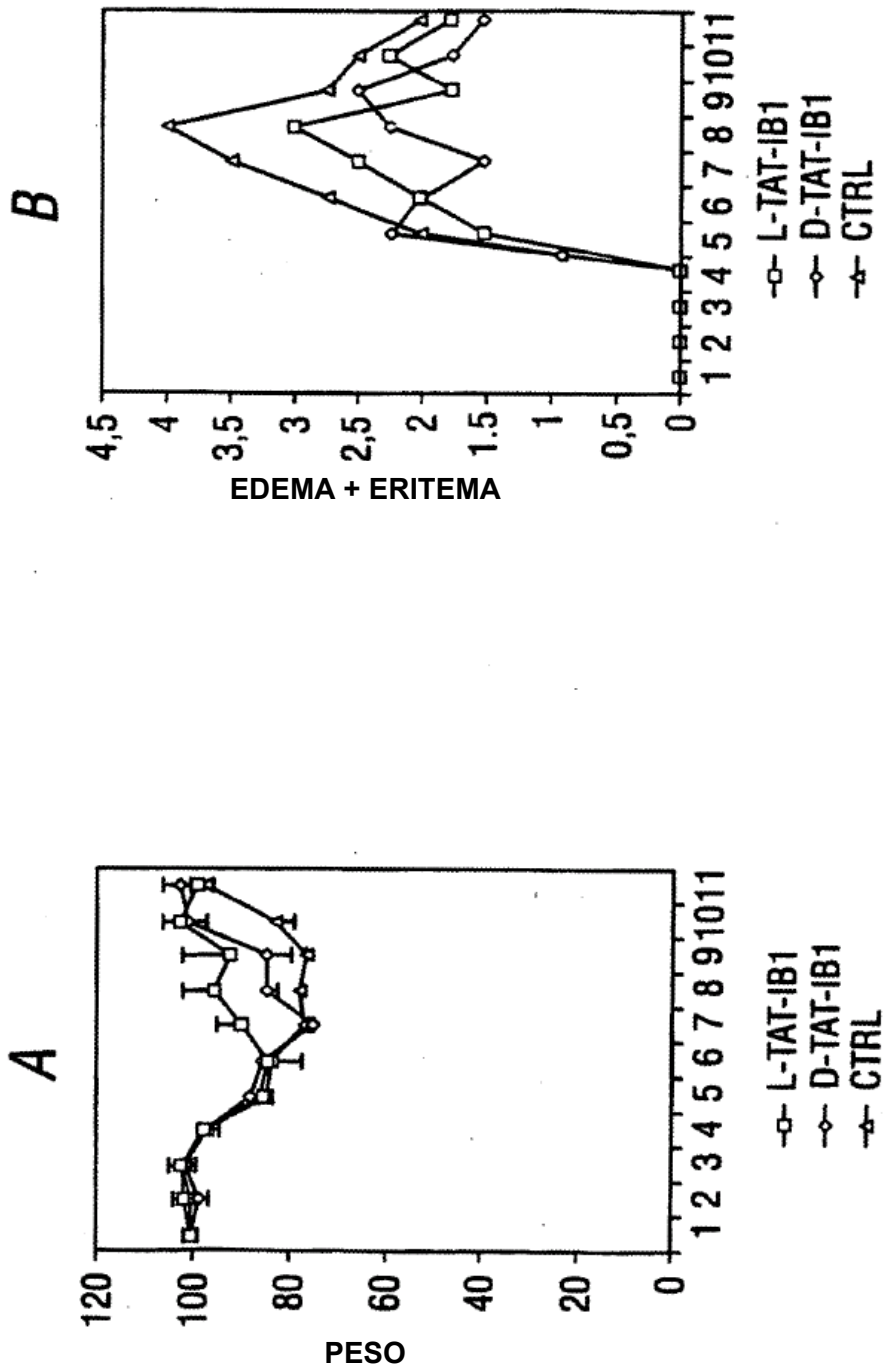 A
120
100
80
60
40
20
0
PESO
1 2 3 4 5 6 7 8 9 10 11
L-TAT-IB1
D-TAT-IB1
CTRL
B
4,5
4
3,5
3
2,5
2
1.5
1
0,5
0
EDEMA + ERITEMA
1 2 3 4 5 6 7 8 9 10 11
L-TAT-IB1
D-TAT-IB1
CTRL